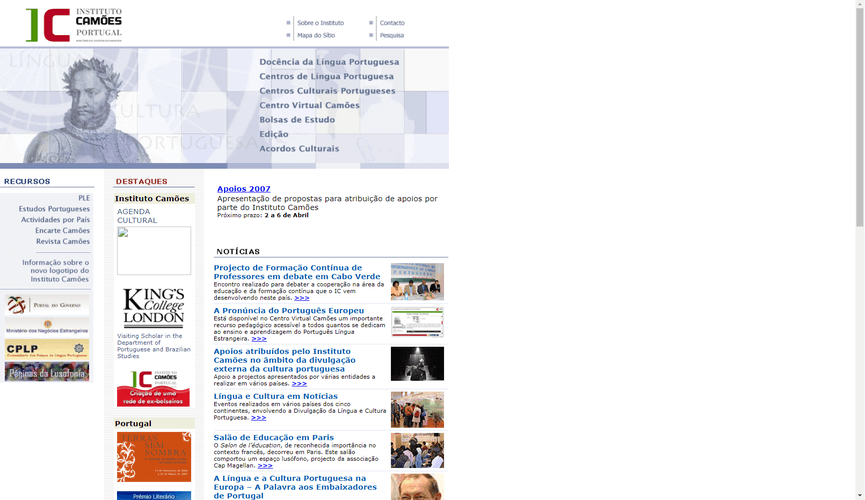 INSTITUTO
CAMÕES
PORTUGAL
Sobre o Instituto
Contacto
Mapa do Sítio
Pesquisa
LÍNGUA
CULTURA
PORTUGUESA
Docência da Língua Portuguesa
Centros de Língua Portuguesa
Centros Culturais Portugueses
Centro Virtual Camões
Bolsas de Estudo
Edição
Acordos Culturais
RECURSOS
PLE
Estudos Portugueses
Actividades por País
Encarte Camões
Revista Camões
Informação sobre o
novo logotipo do
Instituto Camões
PORTAL DO GOVERNO
Ministério dos Negócios Estrangeiros
CPLP
Páginas da Lusofonia
DESTAQUES
Instituto Camões
AGENDA
CULTURAL
KING'S
College
LONDON
Visiting Scholar in the
Department of
Portuguese and Brazilian
Studies
INSTITUTO
CAMÕES
PORTUGAL
Criação de uma
rede de ex-bolseiros
Portugal
TERRAS
SEM
SOMBRA
Prémio Literário
Apoios 2007
Apresentação de propostas para atribuição de apoios por
parte do Instituto Camões
Próximo prazo: 2 a 6 de Abril
NOTÍCIAS
Projecto de Formação Contínua de
Professores em debate em Cabo Verde
Encontro realizado para debater a cooperação na área da
educação e da formação contínua que o IC vem
desenvolvendo neste país. >>>
A Pronúncia do Português Europeu
Está disponível no Centro Virtual Camões um importante
recurso pedagógico acessível a todos quantos se dedicam
ao ensino e aprendizagem do Português Língua
Estrangeira. >>>
Apoios atribuídos pelo Instituto
Camões no âmbito da divulgação
externa da cultura portuguesa
Apoio a projectos apresentados por várias entidades a
realizar em vários países. >>>
Língua e Cultura em Notícias
Eventos realizados em vários países dos cinco
continentes, envolvendo a Divulgação da Língua e Cultura
Portuguesa. >>>
Salão de Educação em Paris
O Salon de l'éducation, de reconhecida importância no
contexto francês, decorreu em Paris. Este salão
comportou um espaço lusófono, projecto da associação
Cap Magellan. >>>
A Língua e a Cultura Portuguesa na
Europa – A Palavra aos Embaixadores
de Portugal